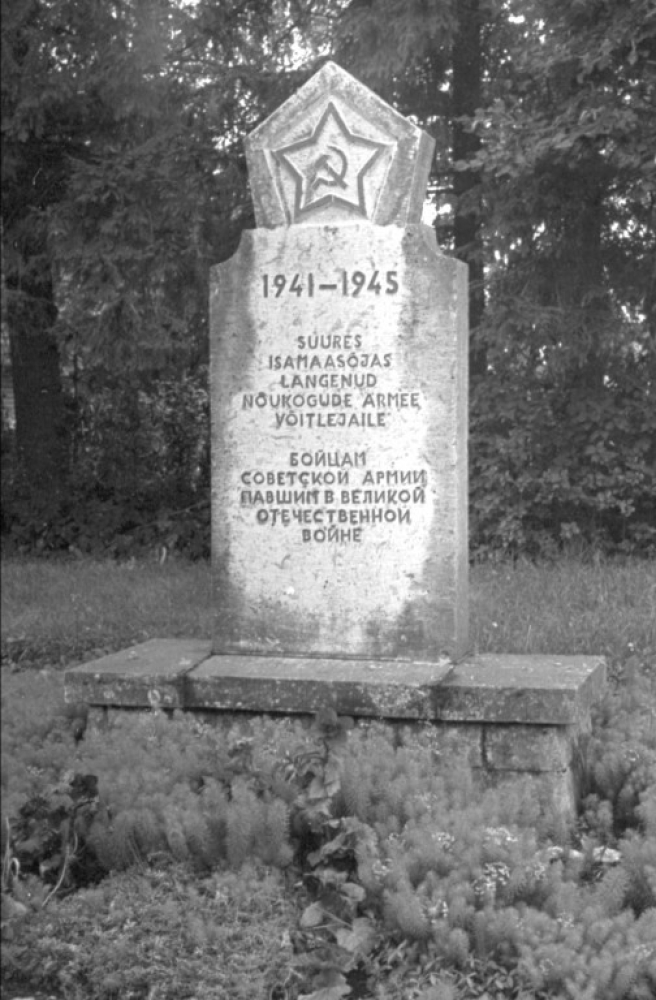 1941–1945
SUURES
ISAMAASÕJAS
LANGENUD
NÕUKOGUDE ARMEE
VÕITLEJAILE
БОЙЦАМ
СОВЕТСКОЙ АРМИИ
ПАВШИМ В ВЕЛИКОЙ
ОТЕЧЕСТВЕННОЙ
ВОЙНЕ